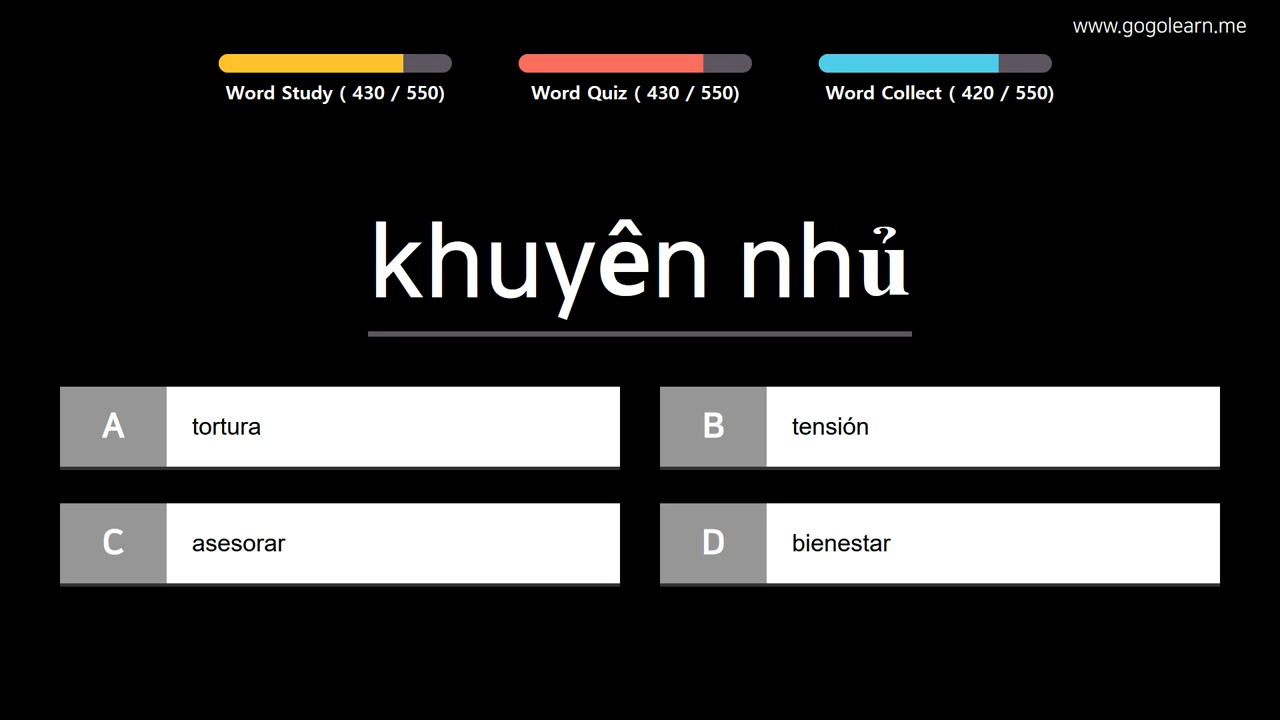 www.gogolearn.me
Word Study ( 430 / 550)
Word Quiz ( 430 / 550)
Word Collect ( 420 / 550)
khuyên nhủ
A tortura
B tensión
C asesorar
D bienestar